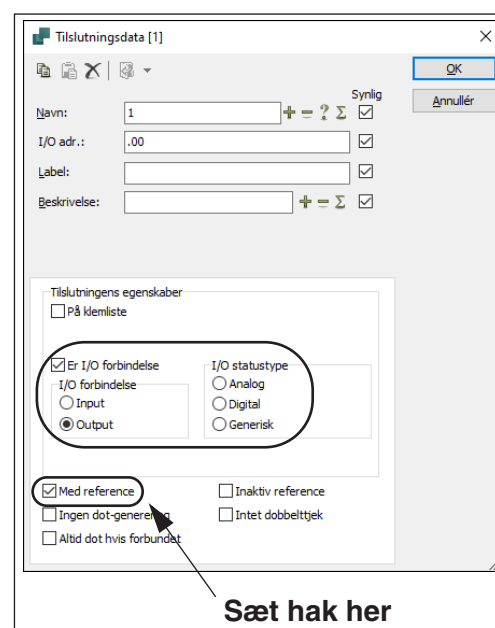 Tilslutningsdata [1]
OK
Annullér
Synlig
Navn: 1
I/O adr.: .00
Label:
Beskrivelse:
Tilslutningens egenskaber
På klemliste
Er I/O forbindelse
I/O forbindelse
Input
Output
I/O statustype
Analog
Digital
Generisk
Med reference
Inaktiv reference
Ingen dot-generering
Intet dobbelttjek
Altid dot hvis forbundet
Sæt hak her